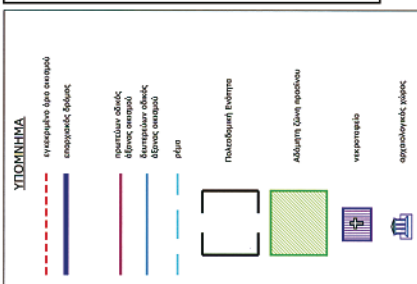 ΥΠΟΜΝΗΜΑ
εγκεκριμένο όριο οικισμού
επαρχιακός δρόμος
πρωτεύων οδικός
άξονας οικισμού
δευτερεύων οδικός
άξονας οικισμού
ρέμα
Πολεοδομική Ενότητα
Αδόμητη ζώνη πρασίνου
νεκροταφείο
αρχαιολογικός χώρος